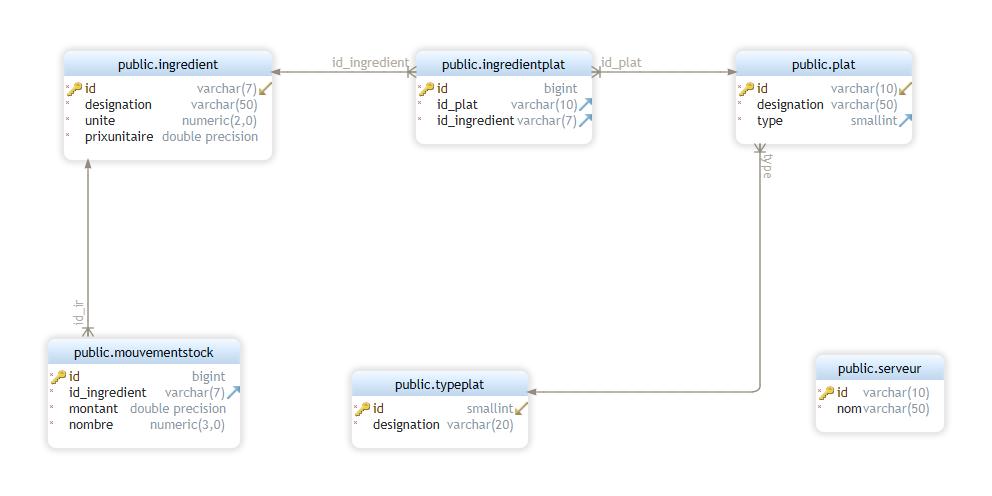 public.ingredient
id varchar(7)
designation varchar(50)
unite numeric(2,0)
prixunitaire double precision
id_ingredient
public.ingredientplat
id bigint
id_plat varchar(10)
id_ingredient varchar(7)
id_plat
public.plat
id varchar(10)
designation varchar(50)
type smallint
type
id_ir
public.mouvementstock
id bigint
id_ingredient varchar(7)
montant double precision
nombre numeric(3,0)
public.typeplat
id smallint
designation varchar(20)
public.serveur
id varchar(10)
nom varchar(50)